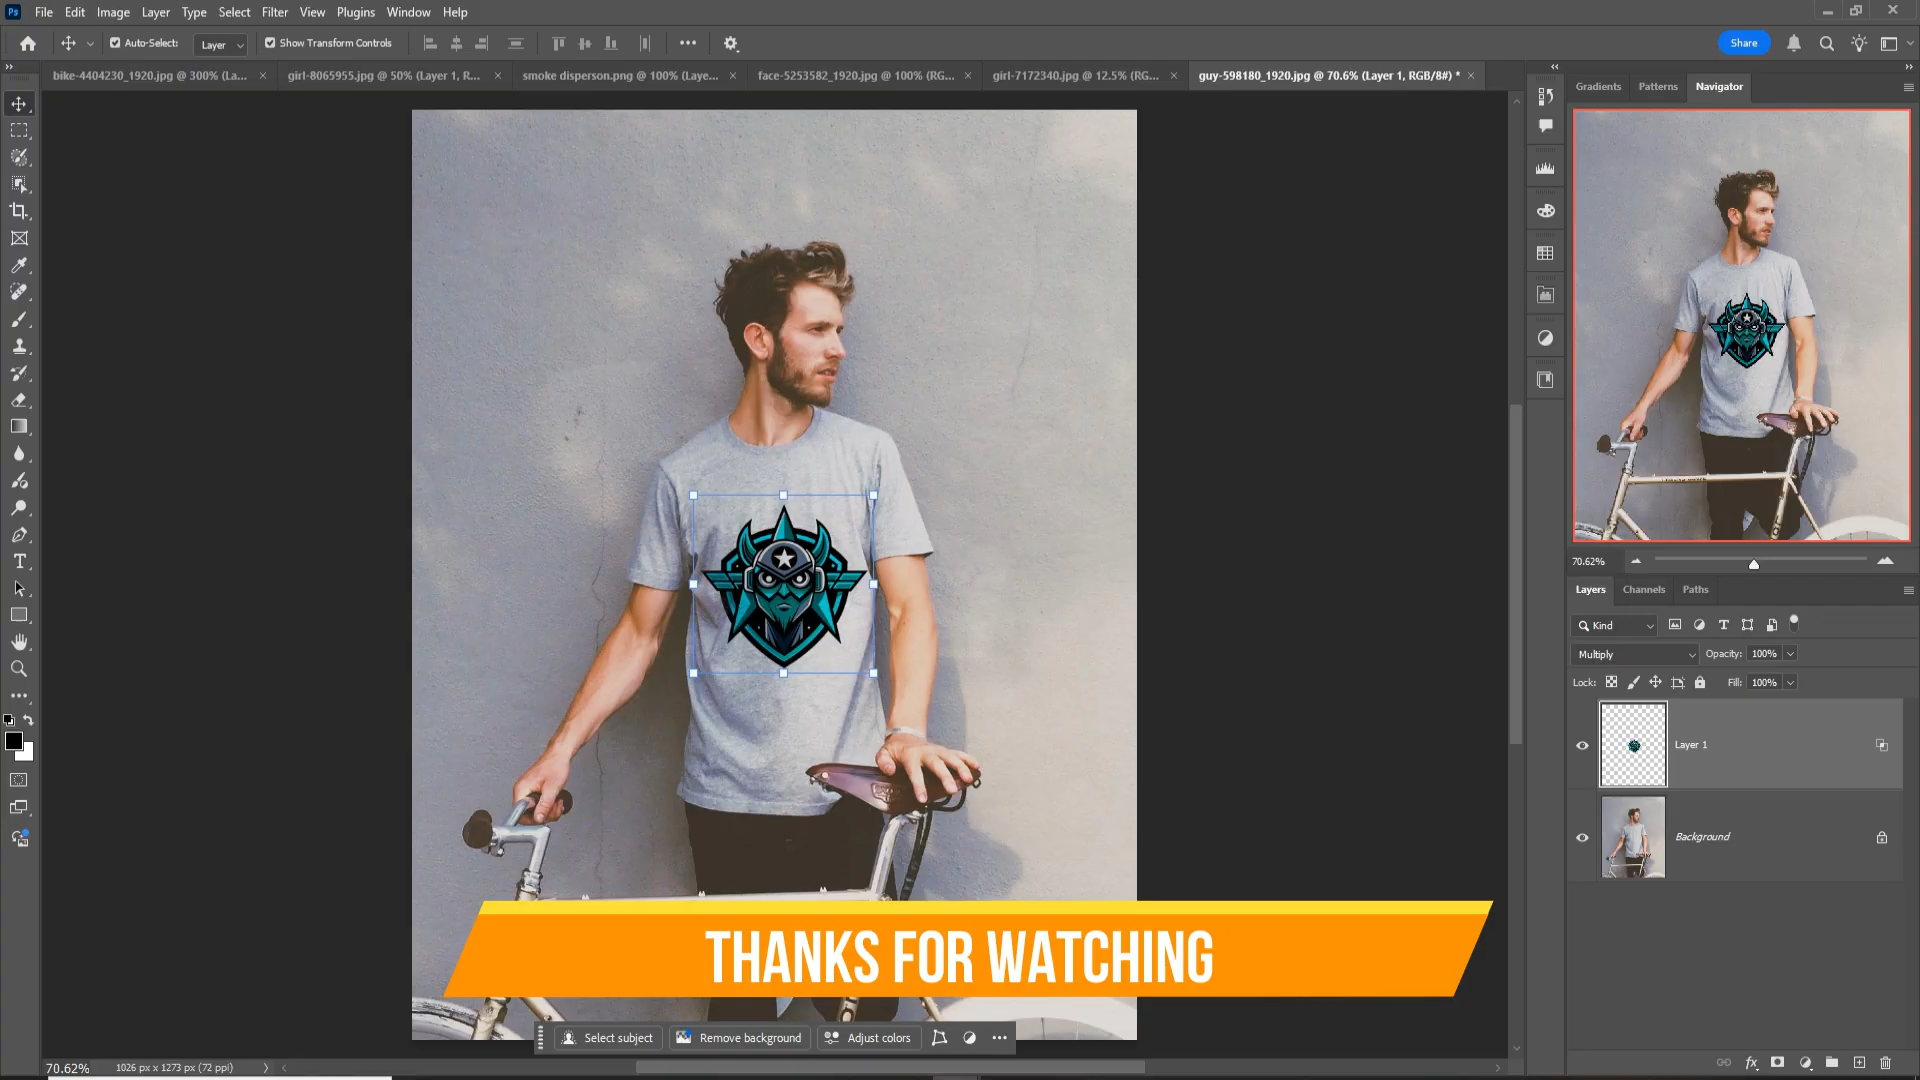 Ps File Edit Image Layer Type Select Filter View Plugins Window Help
Auto-Select: Layer Show Transform Controls Share
bike-4404230_1920.jpg @ 300% (La... girl-8065955.jpg @ 50% (Layer 1, R... smoke disperson.png @ 100% (Laye... face-5253582_1920.jpg @ 100% (RG... girl-7172340.jpg @ 12.5% (RG... guy-598180_1920.jpg @ 70.6% (Layer 1, RGB/8#) *
Gradients Patterns Navigator
70.62%
Layers Channels Paths
Kind
Multiply Opacity: 100%
Lock: Fill: 100%
Layer 1
Background
THANKS FOR WATCHING
Select subject Remove background Adjust colors
70.62% 1026 px x 1273 px (72 ppi)